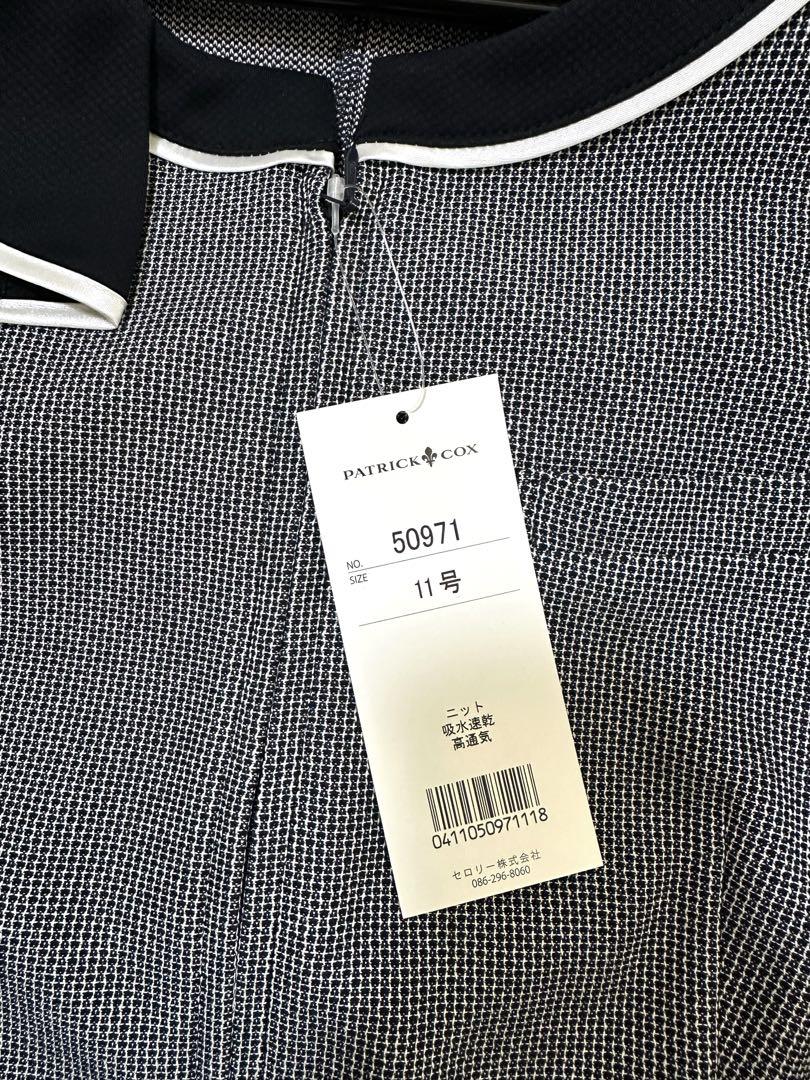 PATRICK COX
NO. 50971
SIZE 11号
ニット
吸水速乾
高通気
0411050971118
セロリー株式会社
086-296-8060